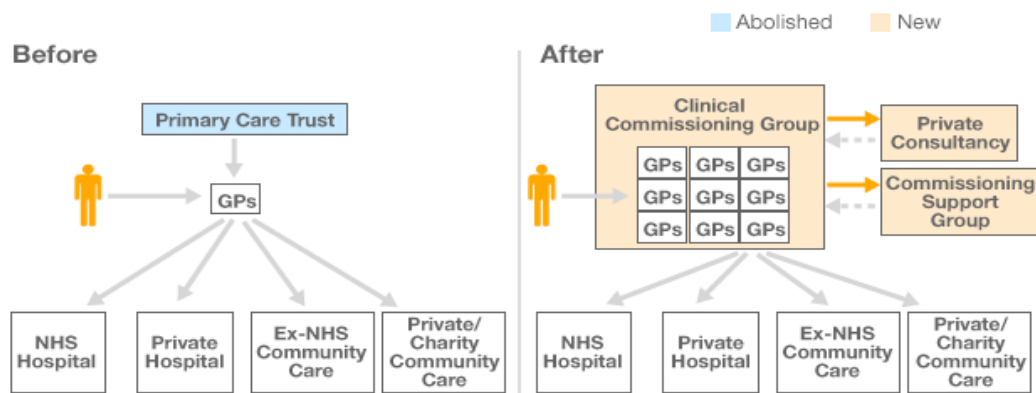 Abolished
New
Before
After
Primary Care Trust
GPs
NHS
Hospital
Private
Hospital
Ex-NHS
Community
Care
Private/
Charity
Community
Care
Clinical
Commissioning Group
GPs GPs GPs
GPs GPs GPs
GPs GPs GPs
Private
Consultancy
Commissioning
Support
Group
NHS
Hospital
Private
Hospital
Ex-NHS
Community
Care
Private/
Charity
Community
Care